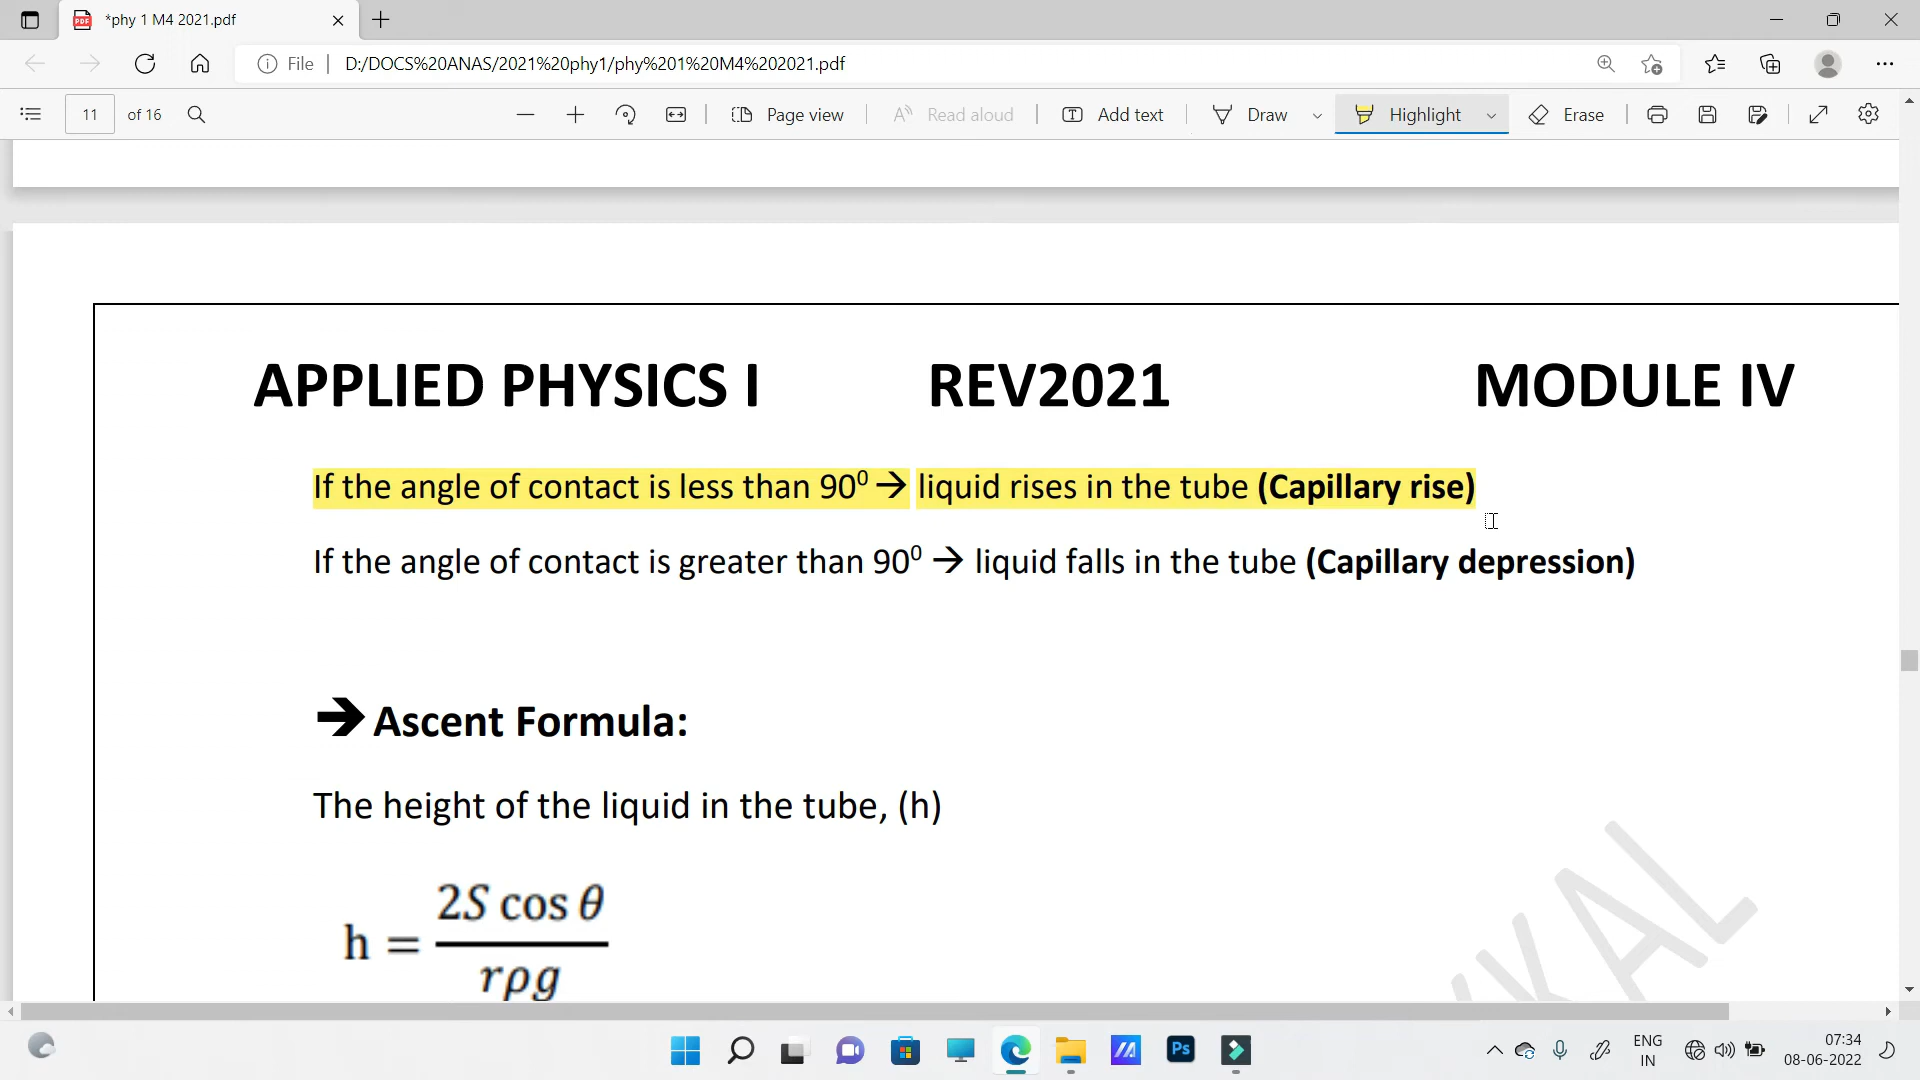 *phy 1 M4 2021.pdf
File | D:/DOCS%20ANAS/2021%20phy1/phy%201%20M4%202021.pdf
11 of 16 Page view Read aloud Add text Draw Highlight Erase
APPLIED PHYSICS I REV2021 MODULE IV
If the angle of contact is less than 90⁰ → liquid rises in the tube (Capillary rise)
If the angle of contact is greater than 90⁰ → liquid falls in the tube (Capillary depression)
➔ Ascent Formula:
The height of the liquid in the tube, (h)
h = 2S cos θ / rρg
KAL
Ps
ENG
IN
07:34
08-06-2022